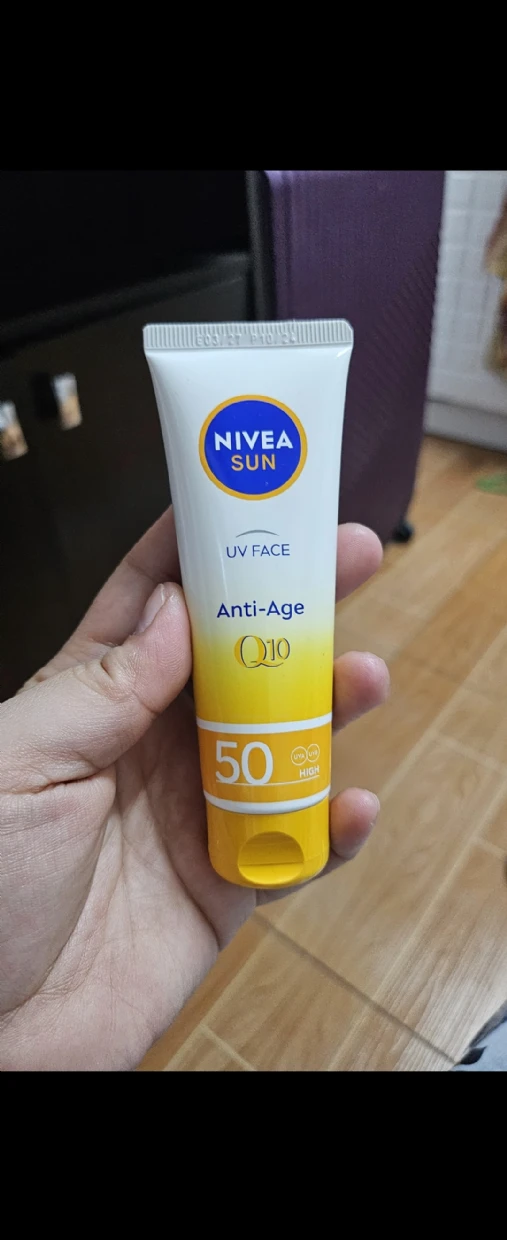 NIVEA
SUN
UV FACE
Anti-Age
Q10
50
UVA UVB
HIGH